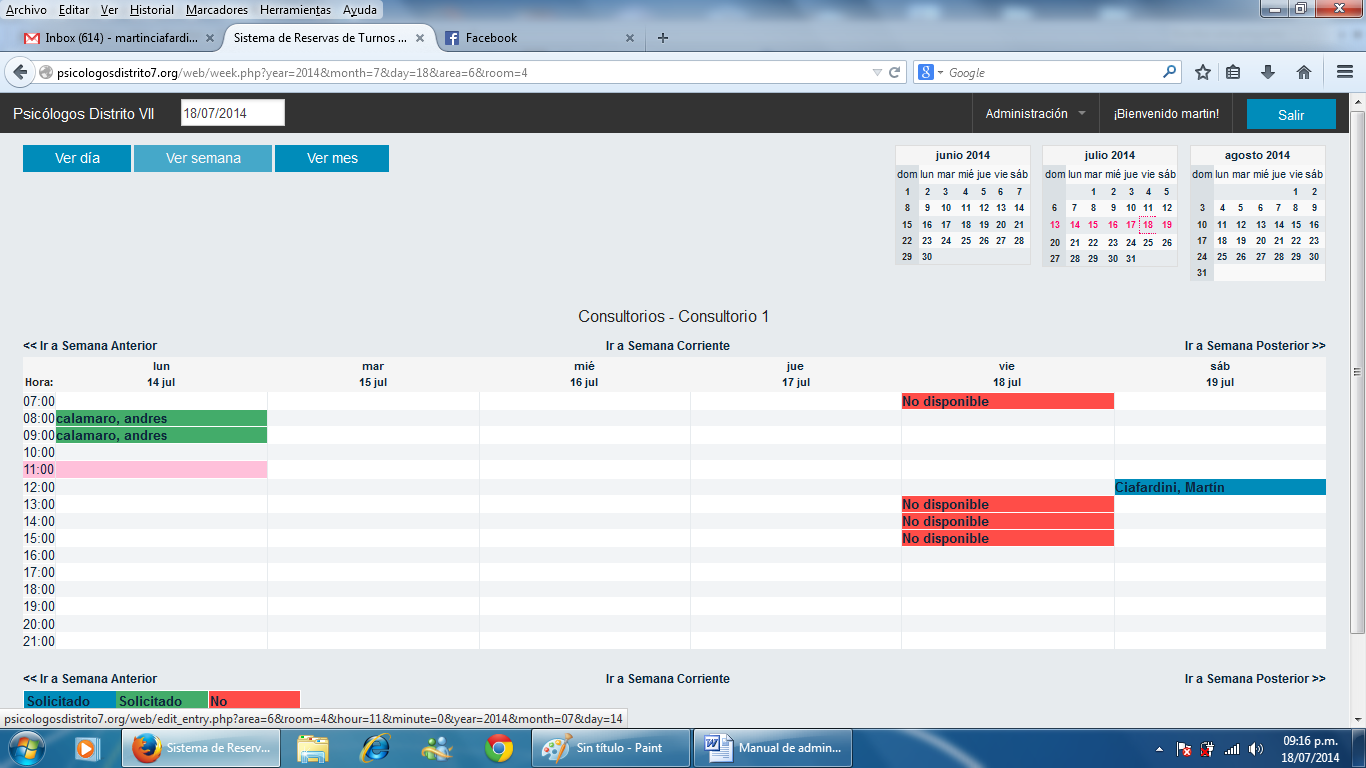 Archivo Editar Ver Historial Marcadores Herramientas Ayuda
Inbox (614) - martinciafardi... Sistema de Reservas de Turnos ... Facebook
psicologosdistrito7.org/web/week.php?year=2014&month=7&day=18&area=6&room=4 Google
Psicólogos Distrito VII 18/07/2014 Administración ¡Bienvenido martin! Salir
Ver día Ver semana Ver mes
junio 2014 julio 2014 agosto 2014
dom lun mar mié jue vie sáb dom lun mar mié jue vie sáb dom lun mar mié jue vie sáb
1 2 3 4 5 6 7 1 2 3 4 5 1 2
8 9 10 11 12 13 14 6 7 8 9 10 11 12 3 4 5 6 7 8 9
15 16 17 18 19 20 21 13 14 15 16 17 18 19 10 11 12 13 14 15 16
22 23 24 25 26 27 28 20 21 22 23 24 25 26 17 18 19 20 21 22 23
29 30 27 28 29 30 31 24 25 26 27 28 29 30
31
Consultorios - Consultorio 1
<< Ir a Semana Anterior Ir a Semana Corriente Ir a Semana Posterior >>
lun mar mié jue vie sáb
Hora: 14 jul 15 jul 16 jul 17 jul 18 jul 19 jul
07:00 No disponible
08:00 calamaro, andres
09:00 calamaro, andres
10:00
11:00
12:00 Ciafardini, Martín
13:00 No disponible
14:00 No disponible
15:00 No disponible
16:00
17:00
18:00
19:00
20:00
21:00
<< Ir a Semana Anterior Ir a Semana Corriente Ir a Semana Posterior >>
Solicitado Solicitado No
psicologosdistrito7.org/web/edit_entry.php?area=6&room=4&hour=11&minute=0&year=2014&month=07&day=14
Sistema de Reserv... Sin título - Paint Manual de admin... 09:16 p.m.
18/07/2014